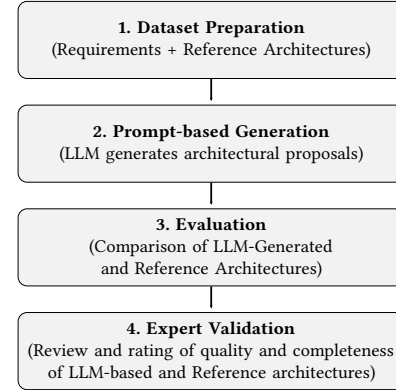 1. Dataset Preparation
(Requirements + Reference Architectures)
2. Prompt-based Generation
(LLM generates architectural proposals)
3. Evaluation
(Comparison of LLM-Generated
and Reference Architectures)
4. Expert Validation
(Review and rating of quality and completeness
of LLM-based and Reference architectures)